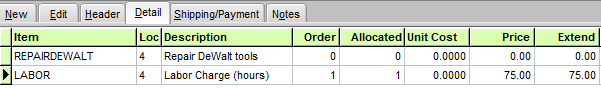 New Edit Header Detail Shipping/Payment Notes
Item Loc Description Order Allocated Unit Cost Price Extend
REPAIRDEWALT 4 Repair DeWalt tools 0 0 0.0000 0.00 0.00
LABOR 4 Labor Charge (hours) 1 1 0.0000 75.00 75.00